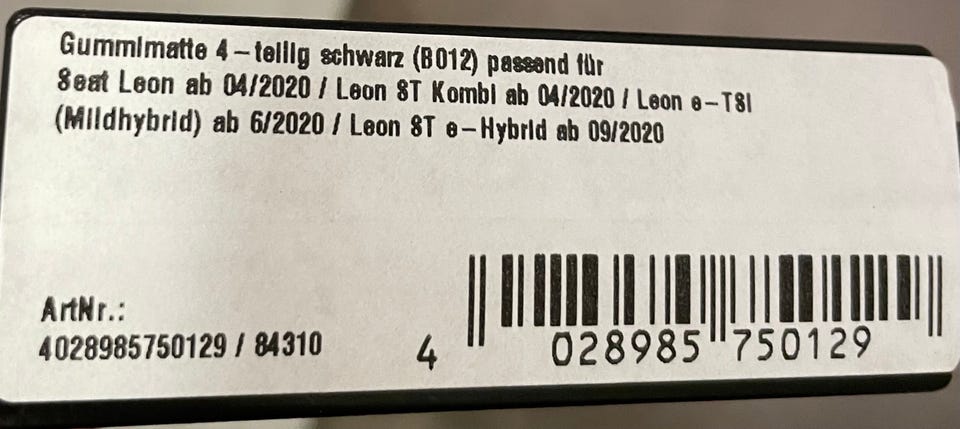 Gummimatte 4-teilig schwarz (B012) passend für
Seat Leon ab 04/2020 / Leon ST Kombi ab 04/2020 / Leon e-TSI
(Mildhybrid) ab 6/2020 / Leon ST e-Hybrid ab 09/2020
ArtNr.:
4028985750129 / 84310
4 028985 750129